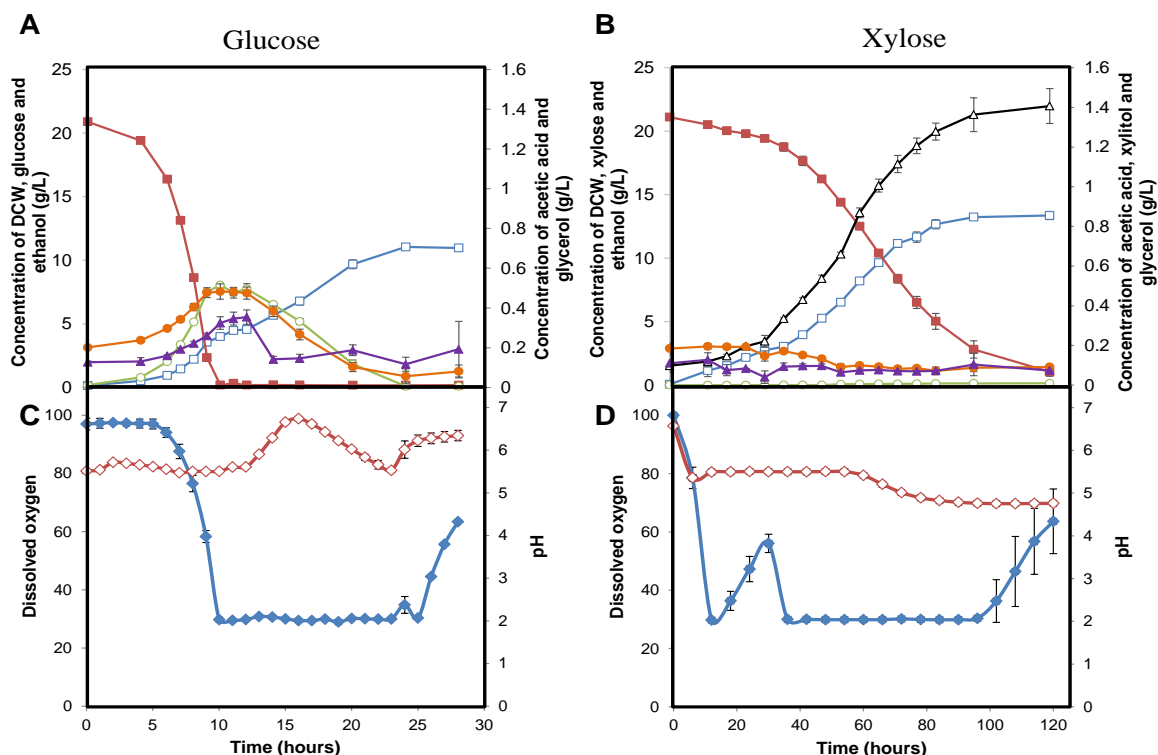 A
Glucose
B
Xylose
25
20
15
10
5
0
Concentration of DCW, glucose and
ethanol (g/L)
1.6
1.4
1.2
1
0.8
0.6
0.4
0.2
0
Concentration of acetic acid and
glycerol (g/L)
25
20
15
10
5
0
Concentration of DCW, xylose and
ethanol (g/L)
1.6
1.4
1.2
1
0.8
0.6
0.4
0.2
0
Concentration of acetic acid, xylitol and
glycerol (g/L)
C
100
80
60
40
20
0
Dissolved oxygen
7
6
5
4
3
2
1
0
pH
0 5 10 15 20 25 30
Time (hours)
D
100
80
60
40
20
0
Dissolved oxygen
7
6
5
4
3
2
1
0
pH
0 20 40 60 80 100 120
Time (hours)